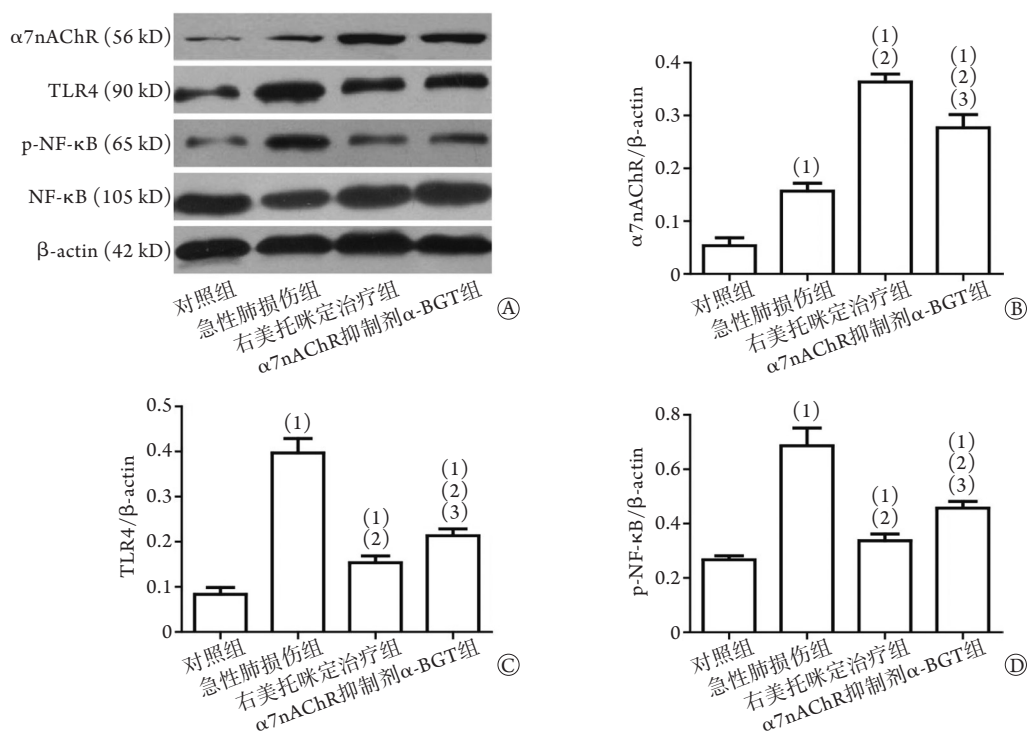 α7nAChR (56 kD)
TLR4 (90 kD)
p-NF-κB (65 kD)
NF-κB (105 kD)
β-actin (42 kD)
对照组
急性肺损伤组
右美托咪定治疗组
α7nAChR抑制剂α-BGT组
Ⓐ
α7nAChR/β-actin
0.4
0.3
0.2
0.1
0
(1)
(1)
(2)
(1)
(2)
(3)
对照组
急性肺损伤组
右美托咪定治疗组
α7nAChR抑制剂α-BGT组
Ⓑ
TLR4/β-actin
0.5
0.4
0.3
0.2
0.1
0
(1)
(1)
(2)
(1)
(2)
(3)
对照组
急性肺损伤组
右美托咪定治疗组
α7nAChR抑制剂α-BGT组
Ⓒ
p-NF-κB/β-actin
0.8
0.6
0.4
0.2
0
(1)
(1)
(2)
(1)
(2)
(3)
对照组
急性肺损伤组
右美托咪定治疗组
α7nAChR抑制剂α-BGT组
Ⓓ